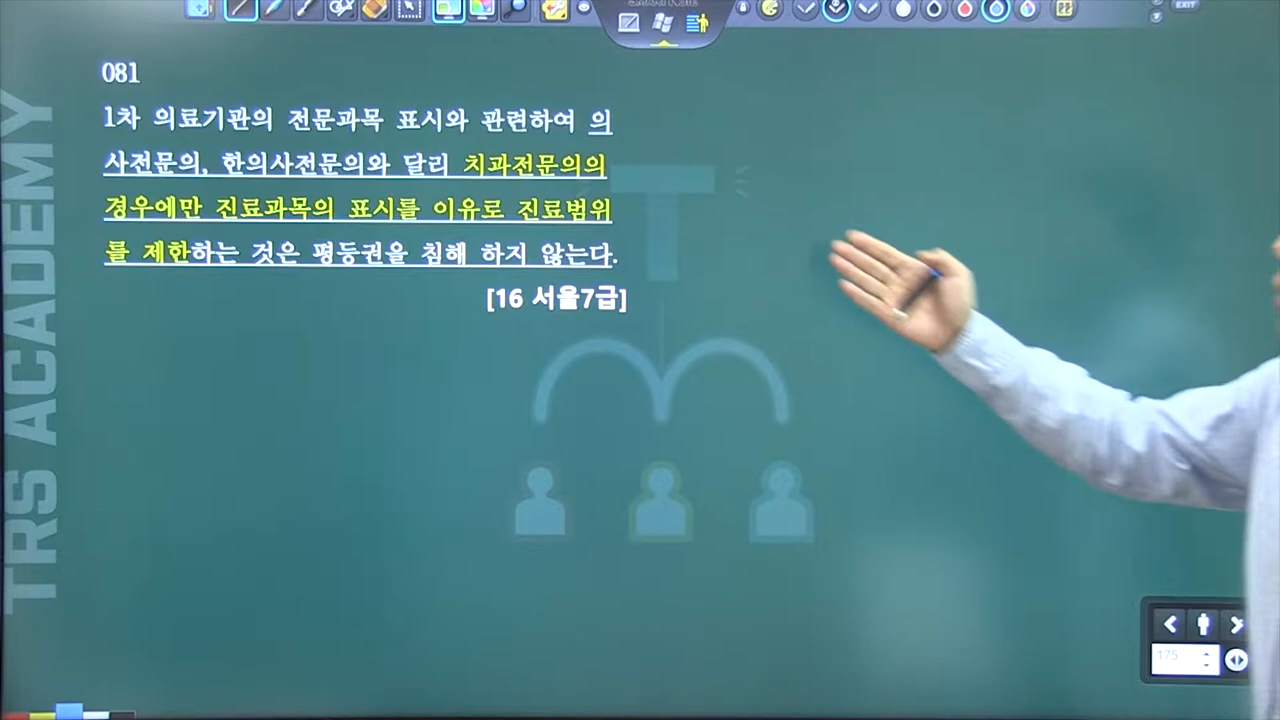 081
1차 의료기관의 전문과목 표시와 관련하여 의
사전문의, 한의사전문의와 달리 치과전문의의
경우에만 진료과목의 표시를 이유로 진료범위
를 제한하는 것은 평등권을 침해 하지 않는다.
[16 서울7급]
TRS ACADEMY
EXIT
175